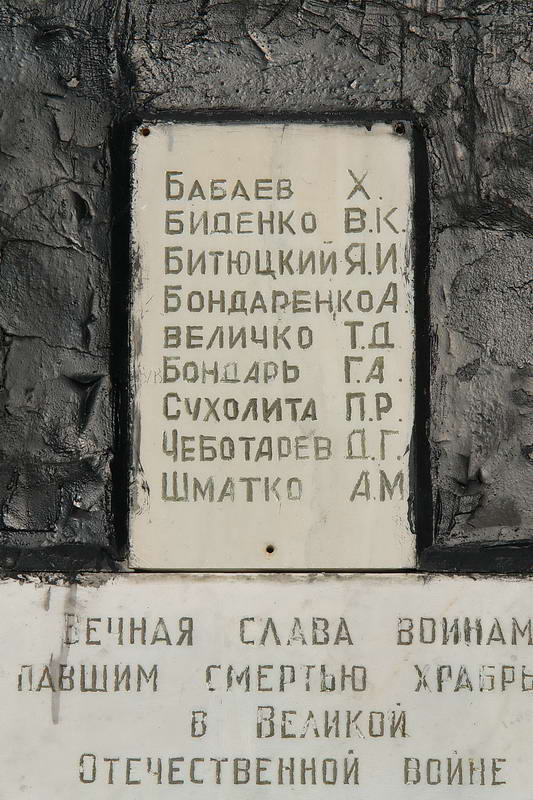 БАБАЕВ Х.
БИДЕНКО В.К.
БИТЮЦКИЙ Я.И
БОНДАРЕНКО А
ВЕЛИЧКО Т.Д
БОНДАРЬ Г.А.
СУХОЛИТА П.Р.
ЧЕБОТАРЕВ Д.Г.
ШМАТКО А.М
ВЕЧНАЯ СЛАВА ВОИНАМ
ПАВШИМ СМЕРТЬЮ ХРАБРЫ
В ВЕЛИКОЙ
ОТЕЧЕСТВЕННОЙ ВОЙНЕ